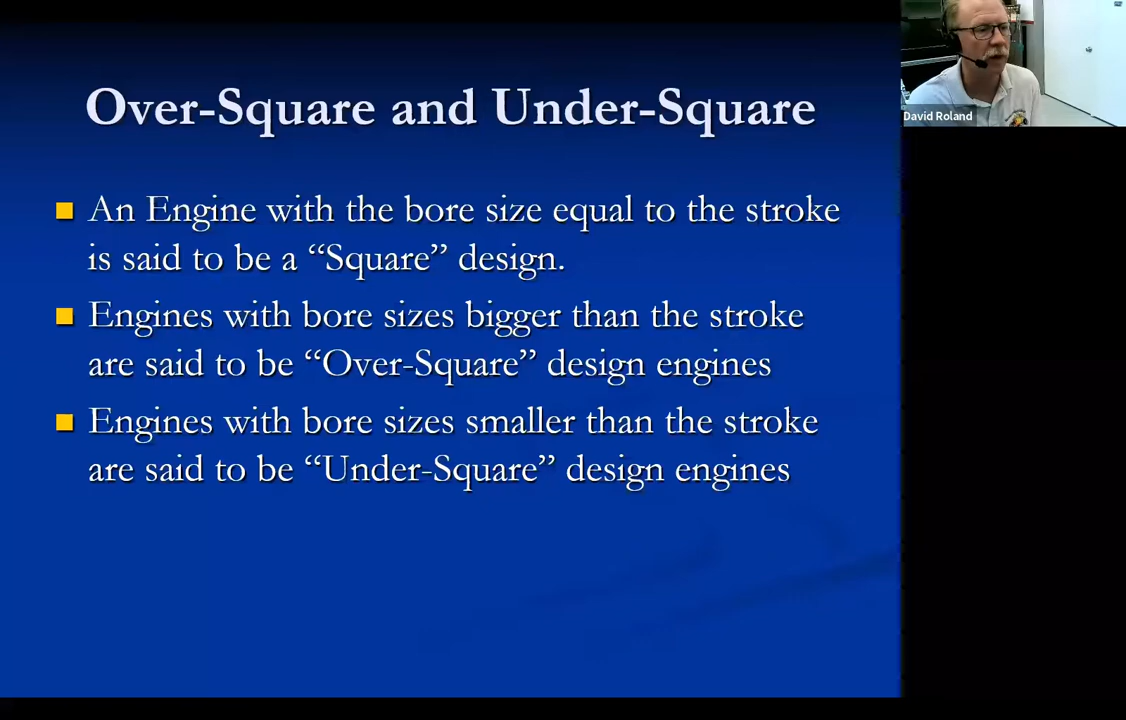 Over-Square and Under-Square
An Engine with the bore size equal to the stroke
is said to be a “Square” design.
Engines with bore sizes bigger than the stroke
are said to be “Over-Square” design engines
Engines with bore sizes smaller than the stroke
are said to be “Under-Square” design engines
David Roland